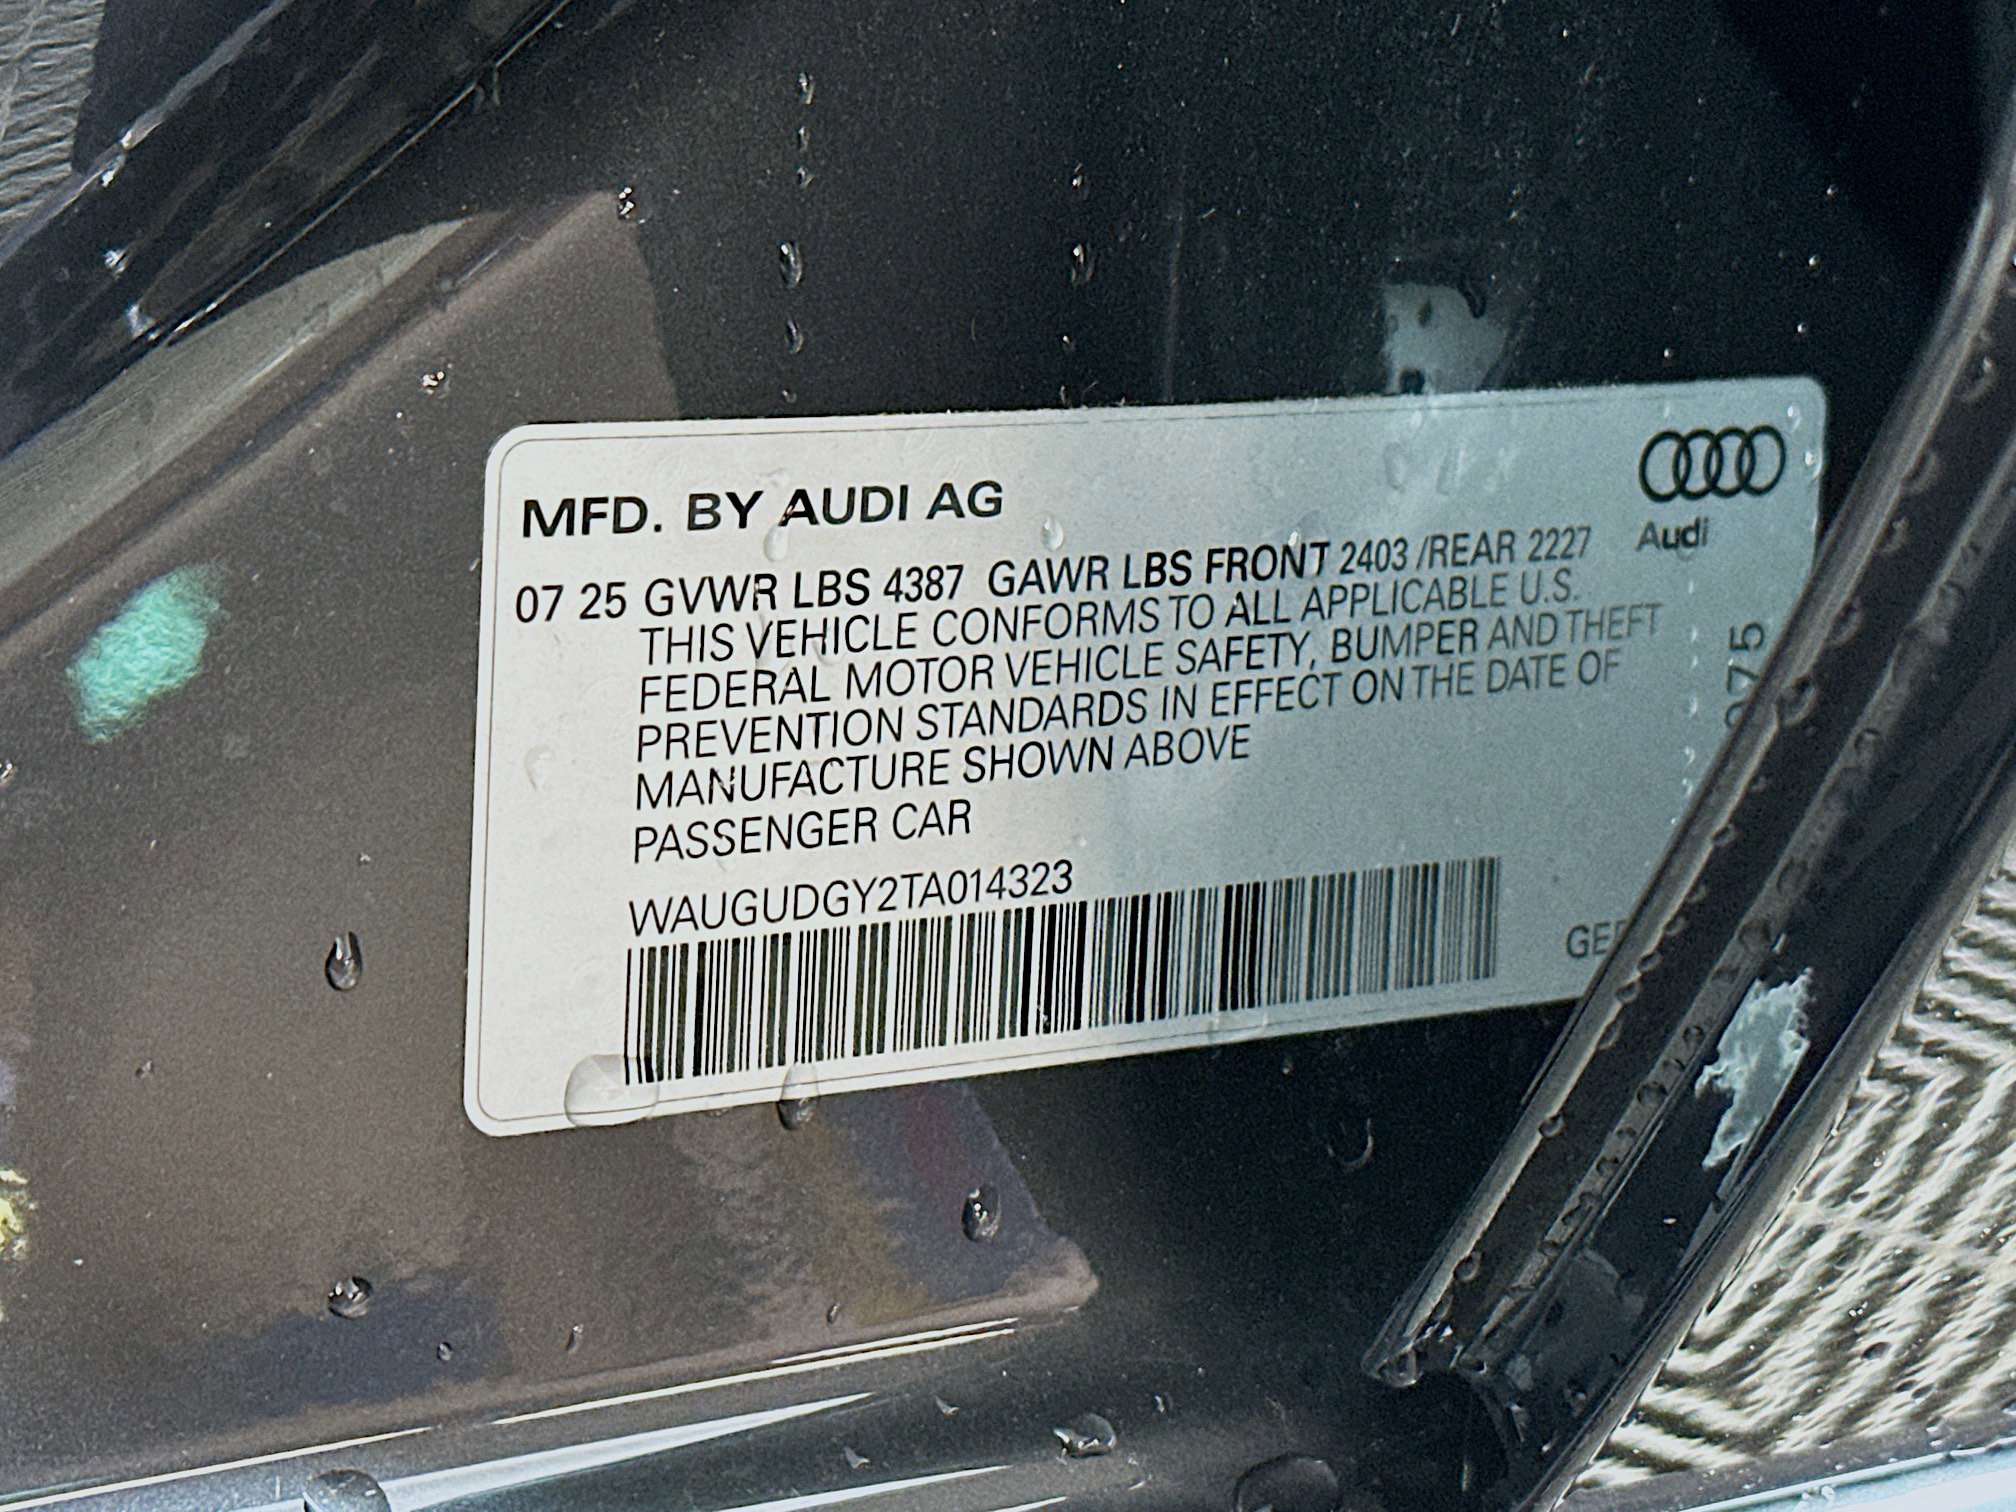 MFD. BY AUDI AG
Audi
07 25 GVWR LBS 4387 GAWR LBS FRONT 2403 /REAR 2227
THIS VEHICLE CONFORMS TO ALL APPLICABLE U.S.
FEDERAL MOTOR VEHICLE SAFETY, BUMPER AND THEFT
PREVENTION STANDARDS IN EFFECT ON THE DATE OF
MANUFACTURE SHOWN ABOVE
PASSENGER CAR
WAUGUDGY2TA014323